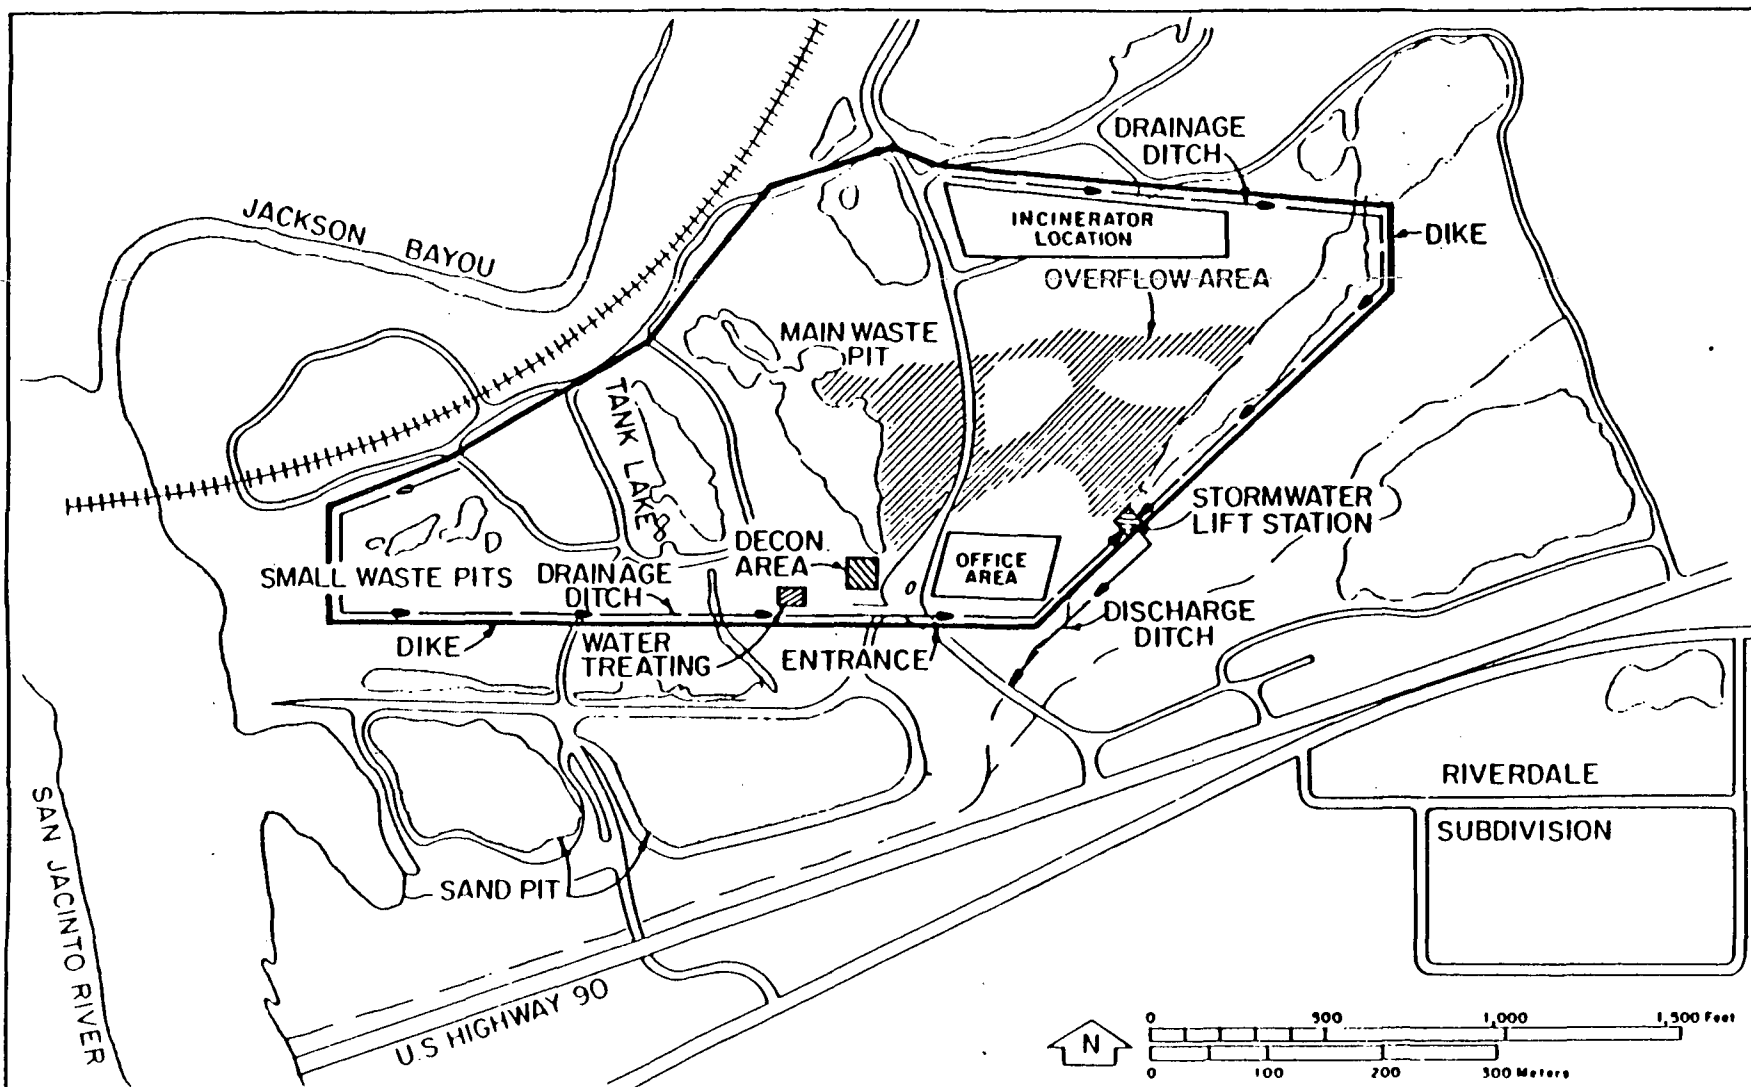 DRAINAGE
DITCH
JACKSON BAYOU
INCINERATOR
LOCATION
DIKE
OVERFLOW AREA
MAIN WASTE
PIT
TANK LAKE
STORMWATER
LIFT STATION
DECON
AREA
OFFICE
AREA
SMALL WASTE PITS
DRAINAGE
DITCH
DISCHARGE
DITCH
DIKE
WATER
TREATING
ENTRANCE
RIVERDALE
SUBDIVISION
SAND PIT
SAN JACINTO RIVER
U.S HIGHWAY 90
N
0 500 1,000 1,500 Feet
0 100 200 300 Meters